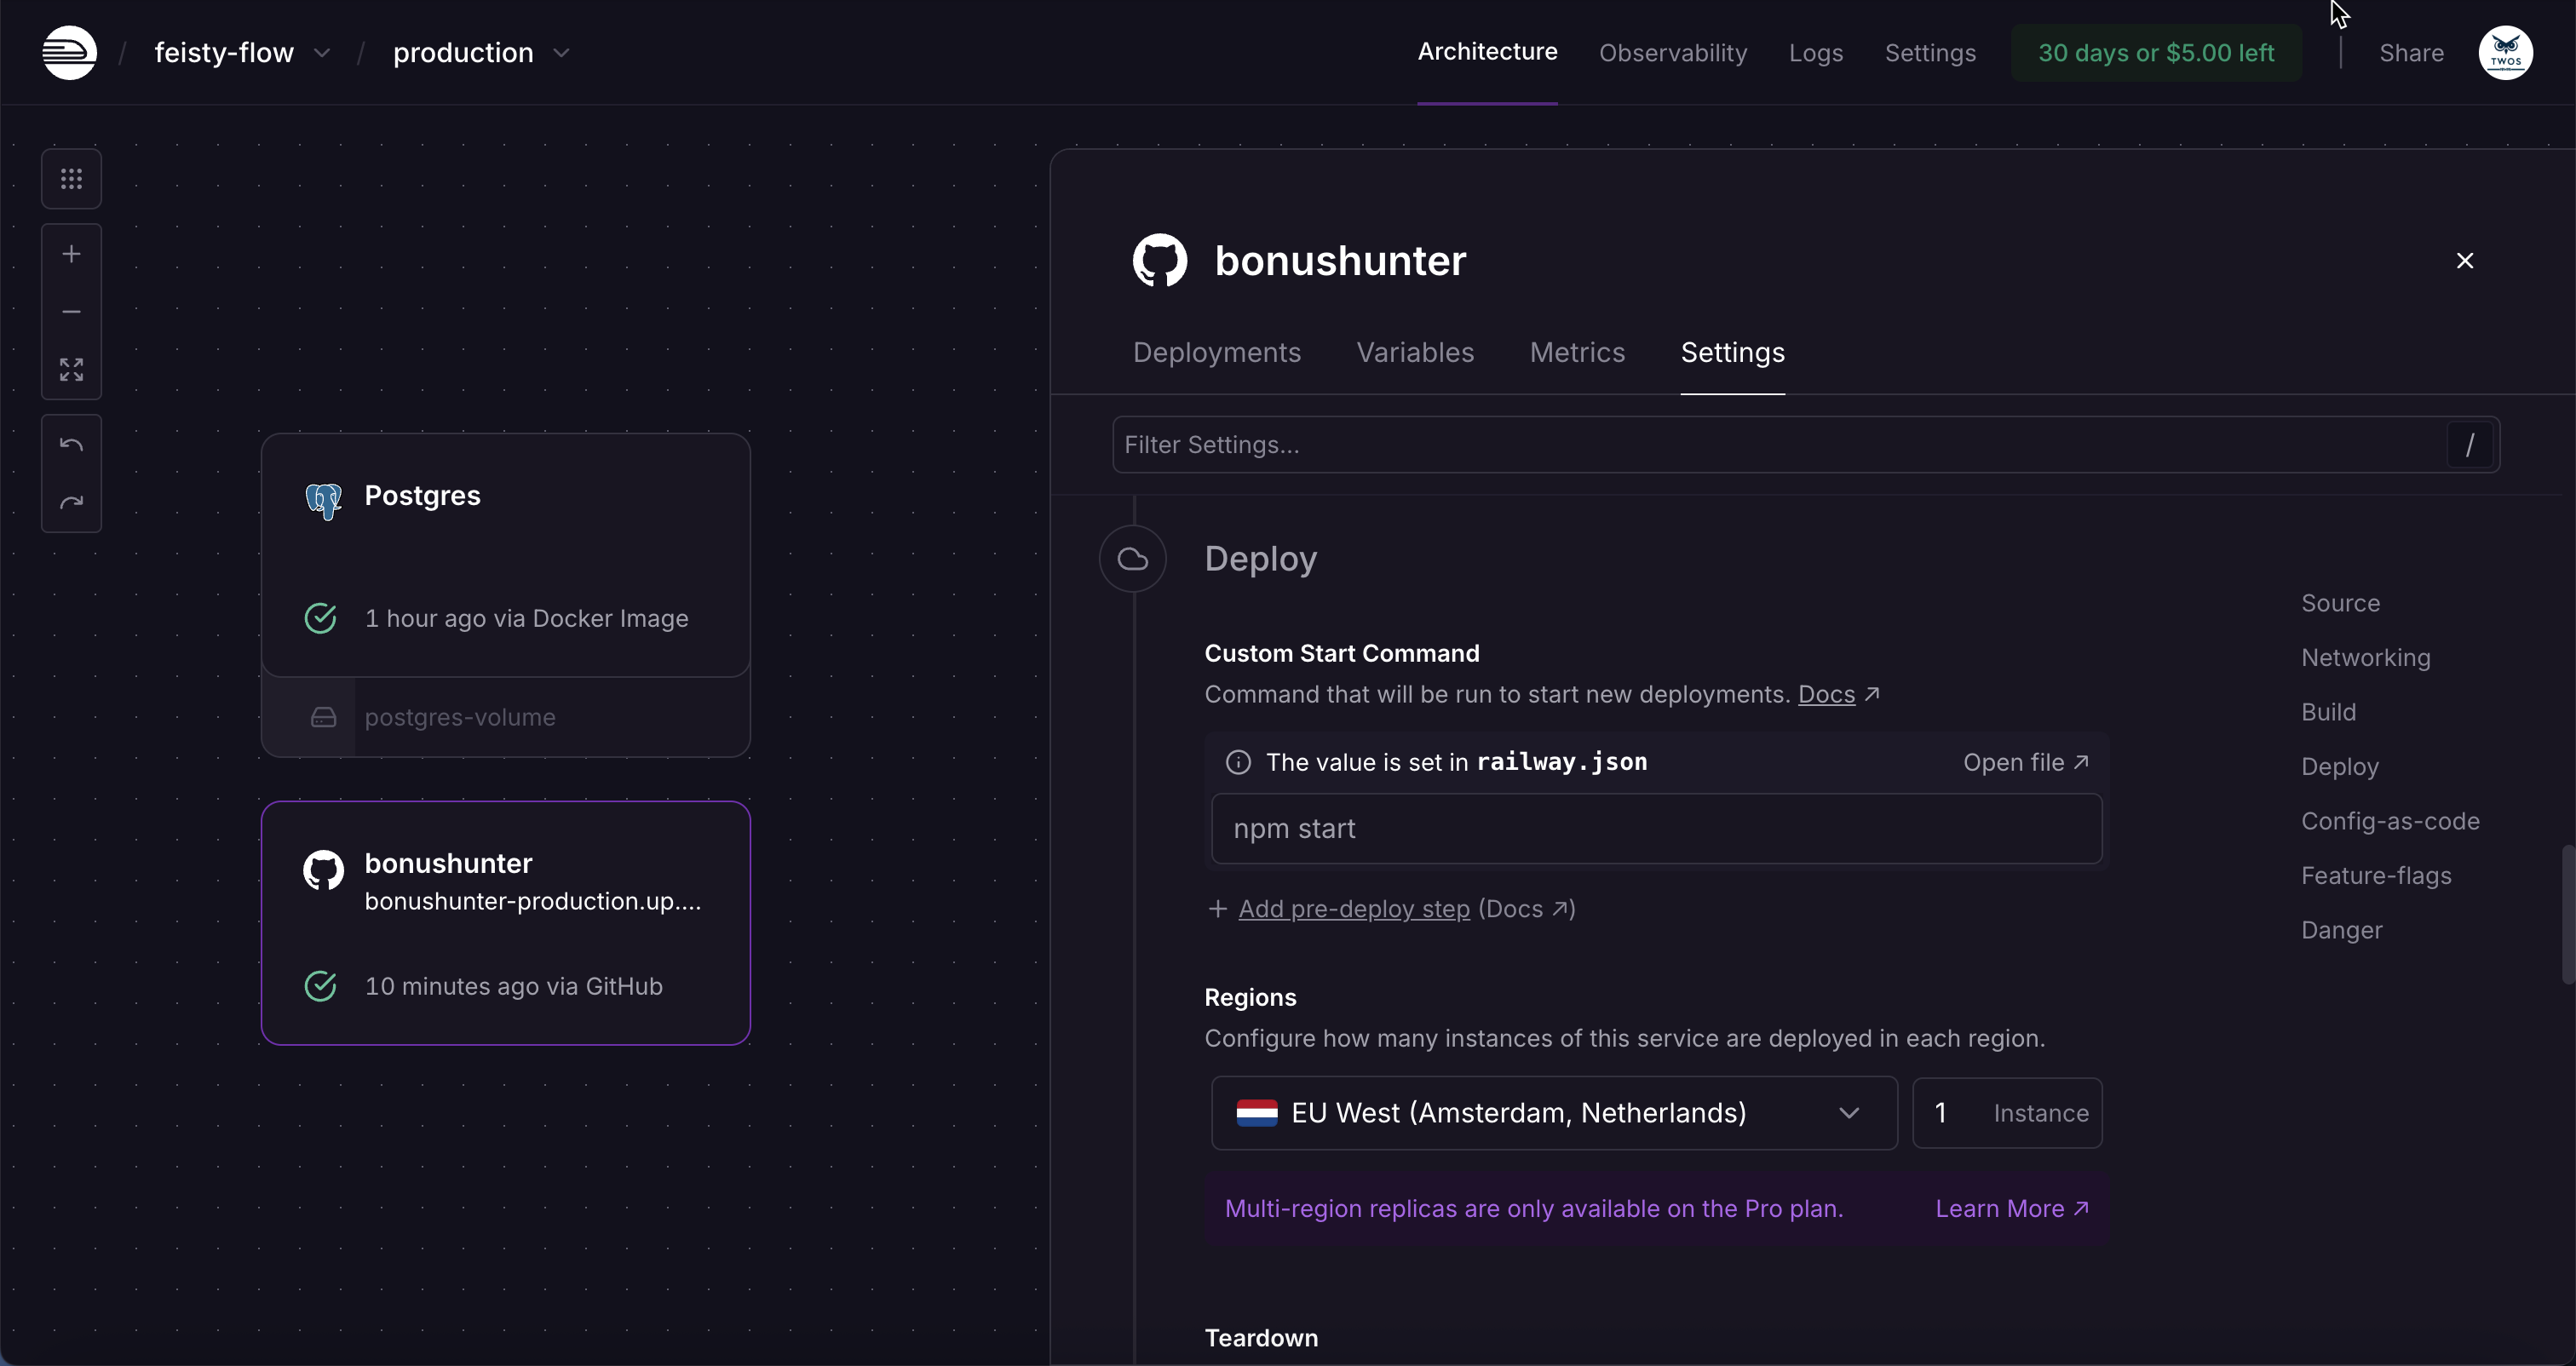 / feisty-flow / production
Architecture Observability Logs Settings 30 days or $5.00 left Share
TWOS
Postgres
1 hour ago via Docker Image
postgres-volume
bonushunter
bonushunter-production.up....
10 minutes ago via GitHub
bonushunter
Deployments Variables Metrics Settings
Filter Settings... /
Deploy
Custom Start Command
Command that will be run to start new deployments. Docs ↗
The value is set in railway.json Open file ↗
npm start
+ Add pre-deploy step (Docs ↗)
Regions
Configure how many instances of this service are deployed in each region.
EU West (Amsterdam, Netherlands) 1 Instance
Multi-region replicas are only available on the Pro plan. Learn More ↗
Teardown
Source
Networking
Build
Deploy
Config-as-code
Feature-flags
Danger